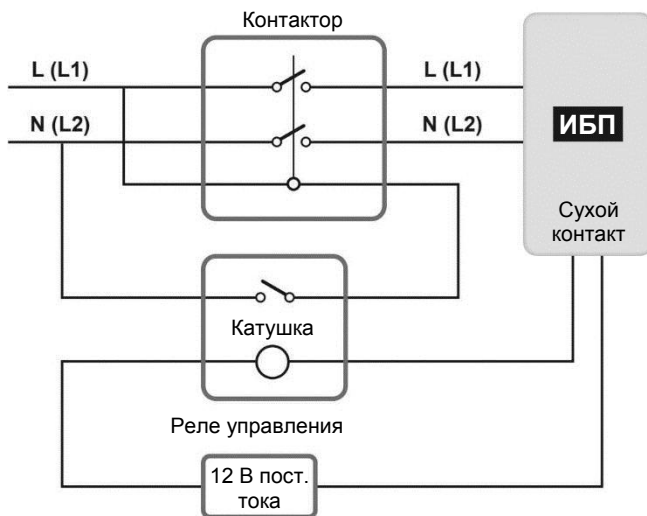 Контактор
L (L1)
L (L1)
N (L2)
N (L2)
ИБП
Сухой
контакт
Катушка
Реле управления
12 В пост.
тока